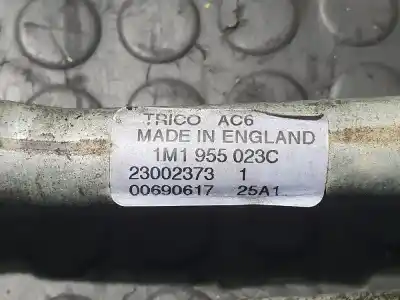 TRICO AC6
MADE IN ENGLAND
1M1 955 023C
23002373 1
00690617 25A1